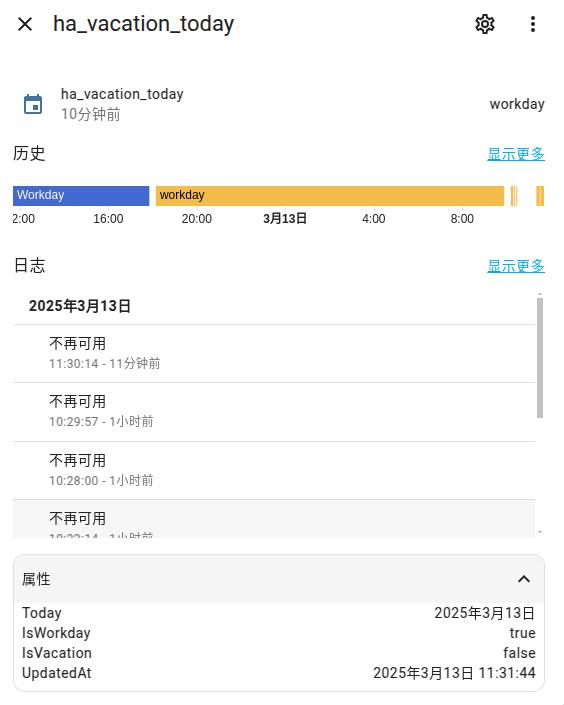 ha_vacation_today
ha_vacation_today
10分钟前
workday
历史
显示更多
Workday
workday
2:00 16:00 20:00 3月13日 4:00 8:00
日志
显示更多
2025年3月13日
不再可用
11:30:14 - 11分钟前
不再可用
10:29:57 - 1小时前
不再可用
10:28:00 - 1小时前
不再可用
属性
Today 2025年3月13日
IsWorkday true
IsVacation false
UpdatedAt 2025年3月13日 11:31:44